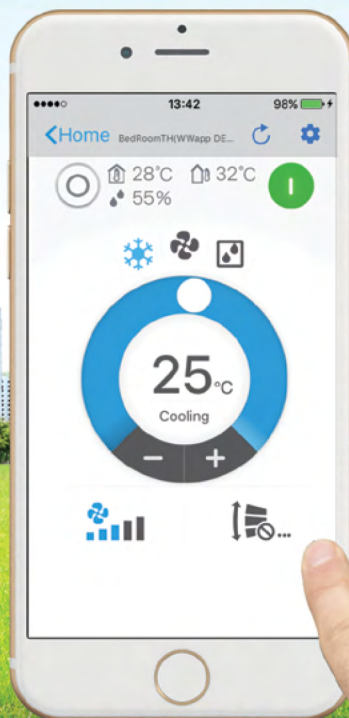 13:42
98%
Home BedRoomTH(WWapp DE...
28°C 32°C
55%
25°C
Cooling
− +
...